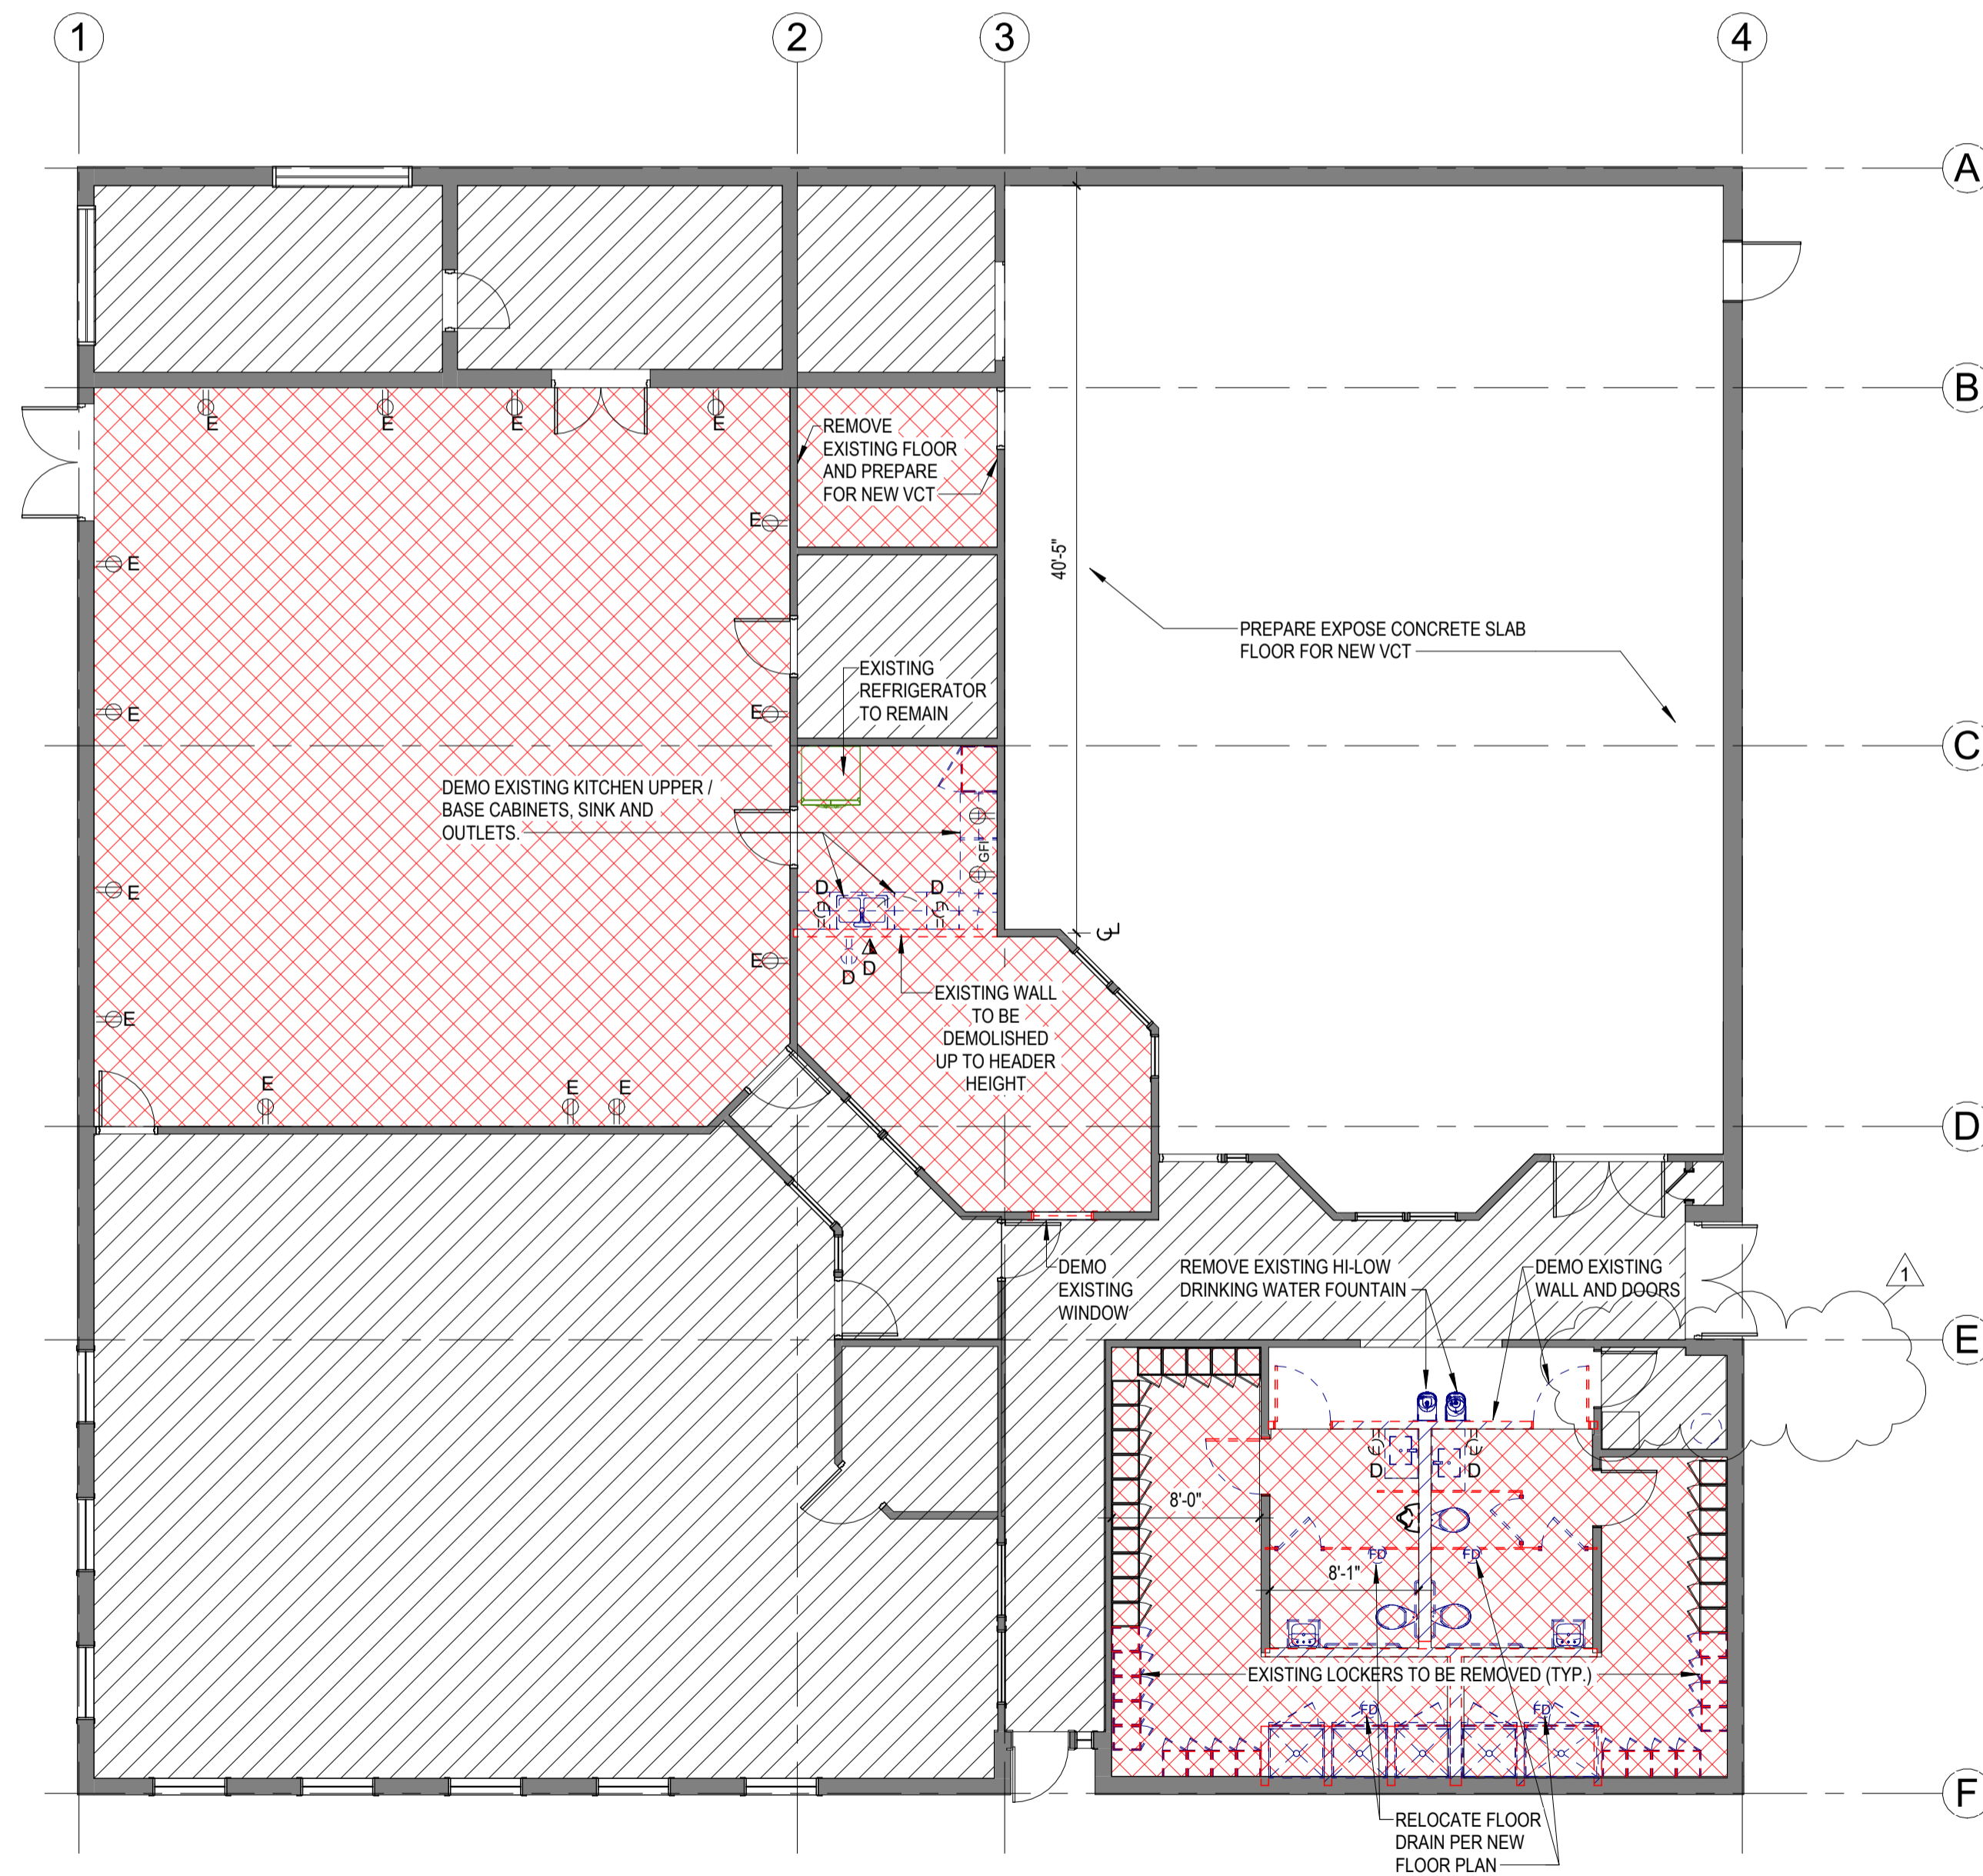 1
2
3
4
A
B
E
E
E
E
REMOVE
EXISTING FLOOR
AND PREPARE
FOR NEW VCT
E
E
40'-5"
PREPARE EXPOSE CONCRETE SLAB
FLOOR FOR NEW VCT
EXISTING
REFRIGERATOR
TO REMAIN
E
E
C
DEMO EXISTING KITCHEN UPPER /
BASE CABINETS, SINK AND
OUTLETS.
GFI
E
D
D
CL
E
D
D
EXISTING WALL
TO BE
DEMOLISHED
UP TO HEADER
HEIGHT
E
E
E
E
D
DEMO
EXISTING
WINDOW
REMOVE EXISTING HI-LOW
DRINKING WATER FOUNTAIN
DEMO EXISTING
WALL AND DOORS
1
E
D
D
8'-0"
FD
FD
8'-1"
EXISTING LOCKERS TO BE REMOVED (TYP.)
FD
FD
F
RELOCATE FLOOR
DRAIN PER NEW
FLOOR PLAN